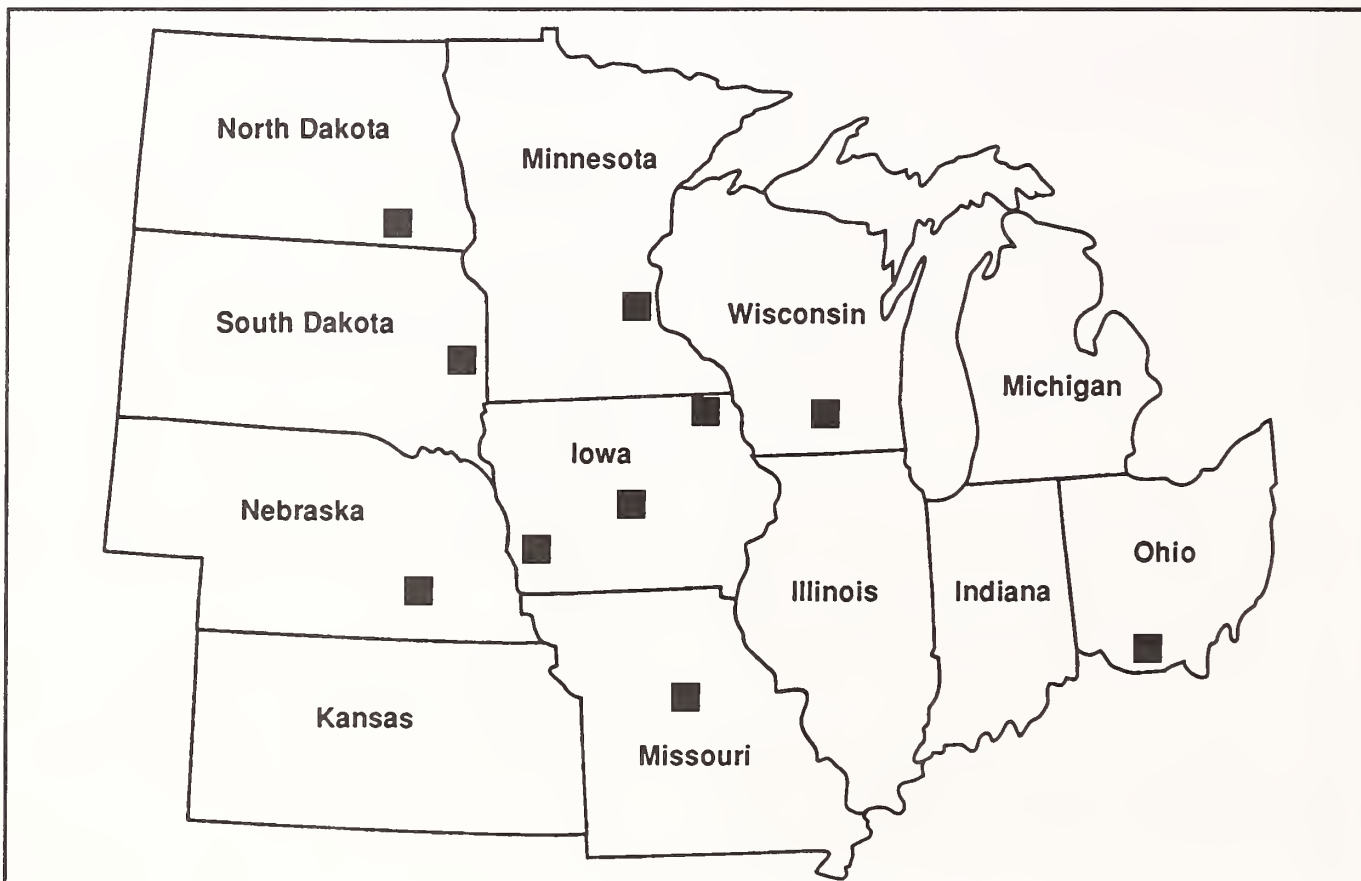 North Dakota
Minnesota
South Dakota
Wisconsin
Michigan
Iowa
Nebraska
Ohio
Illinois
Indiana
Kansas
Missouri